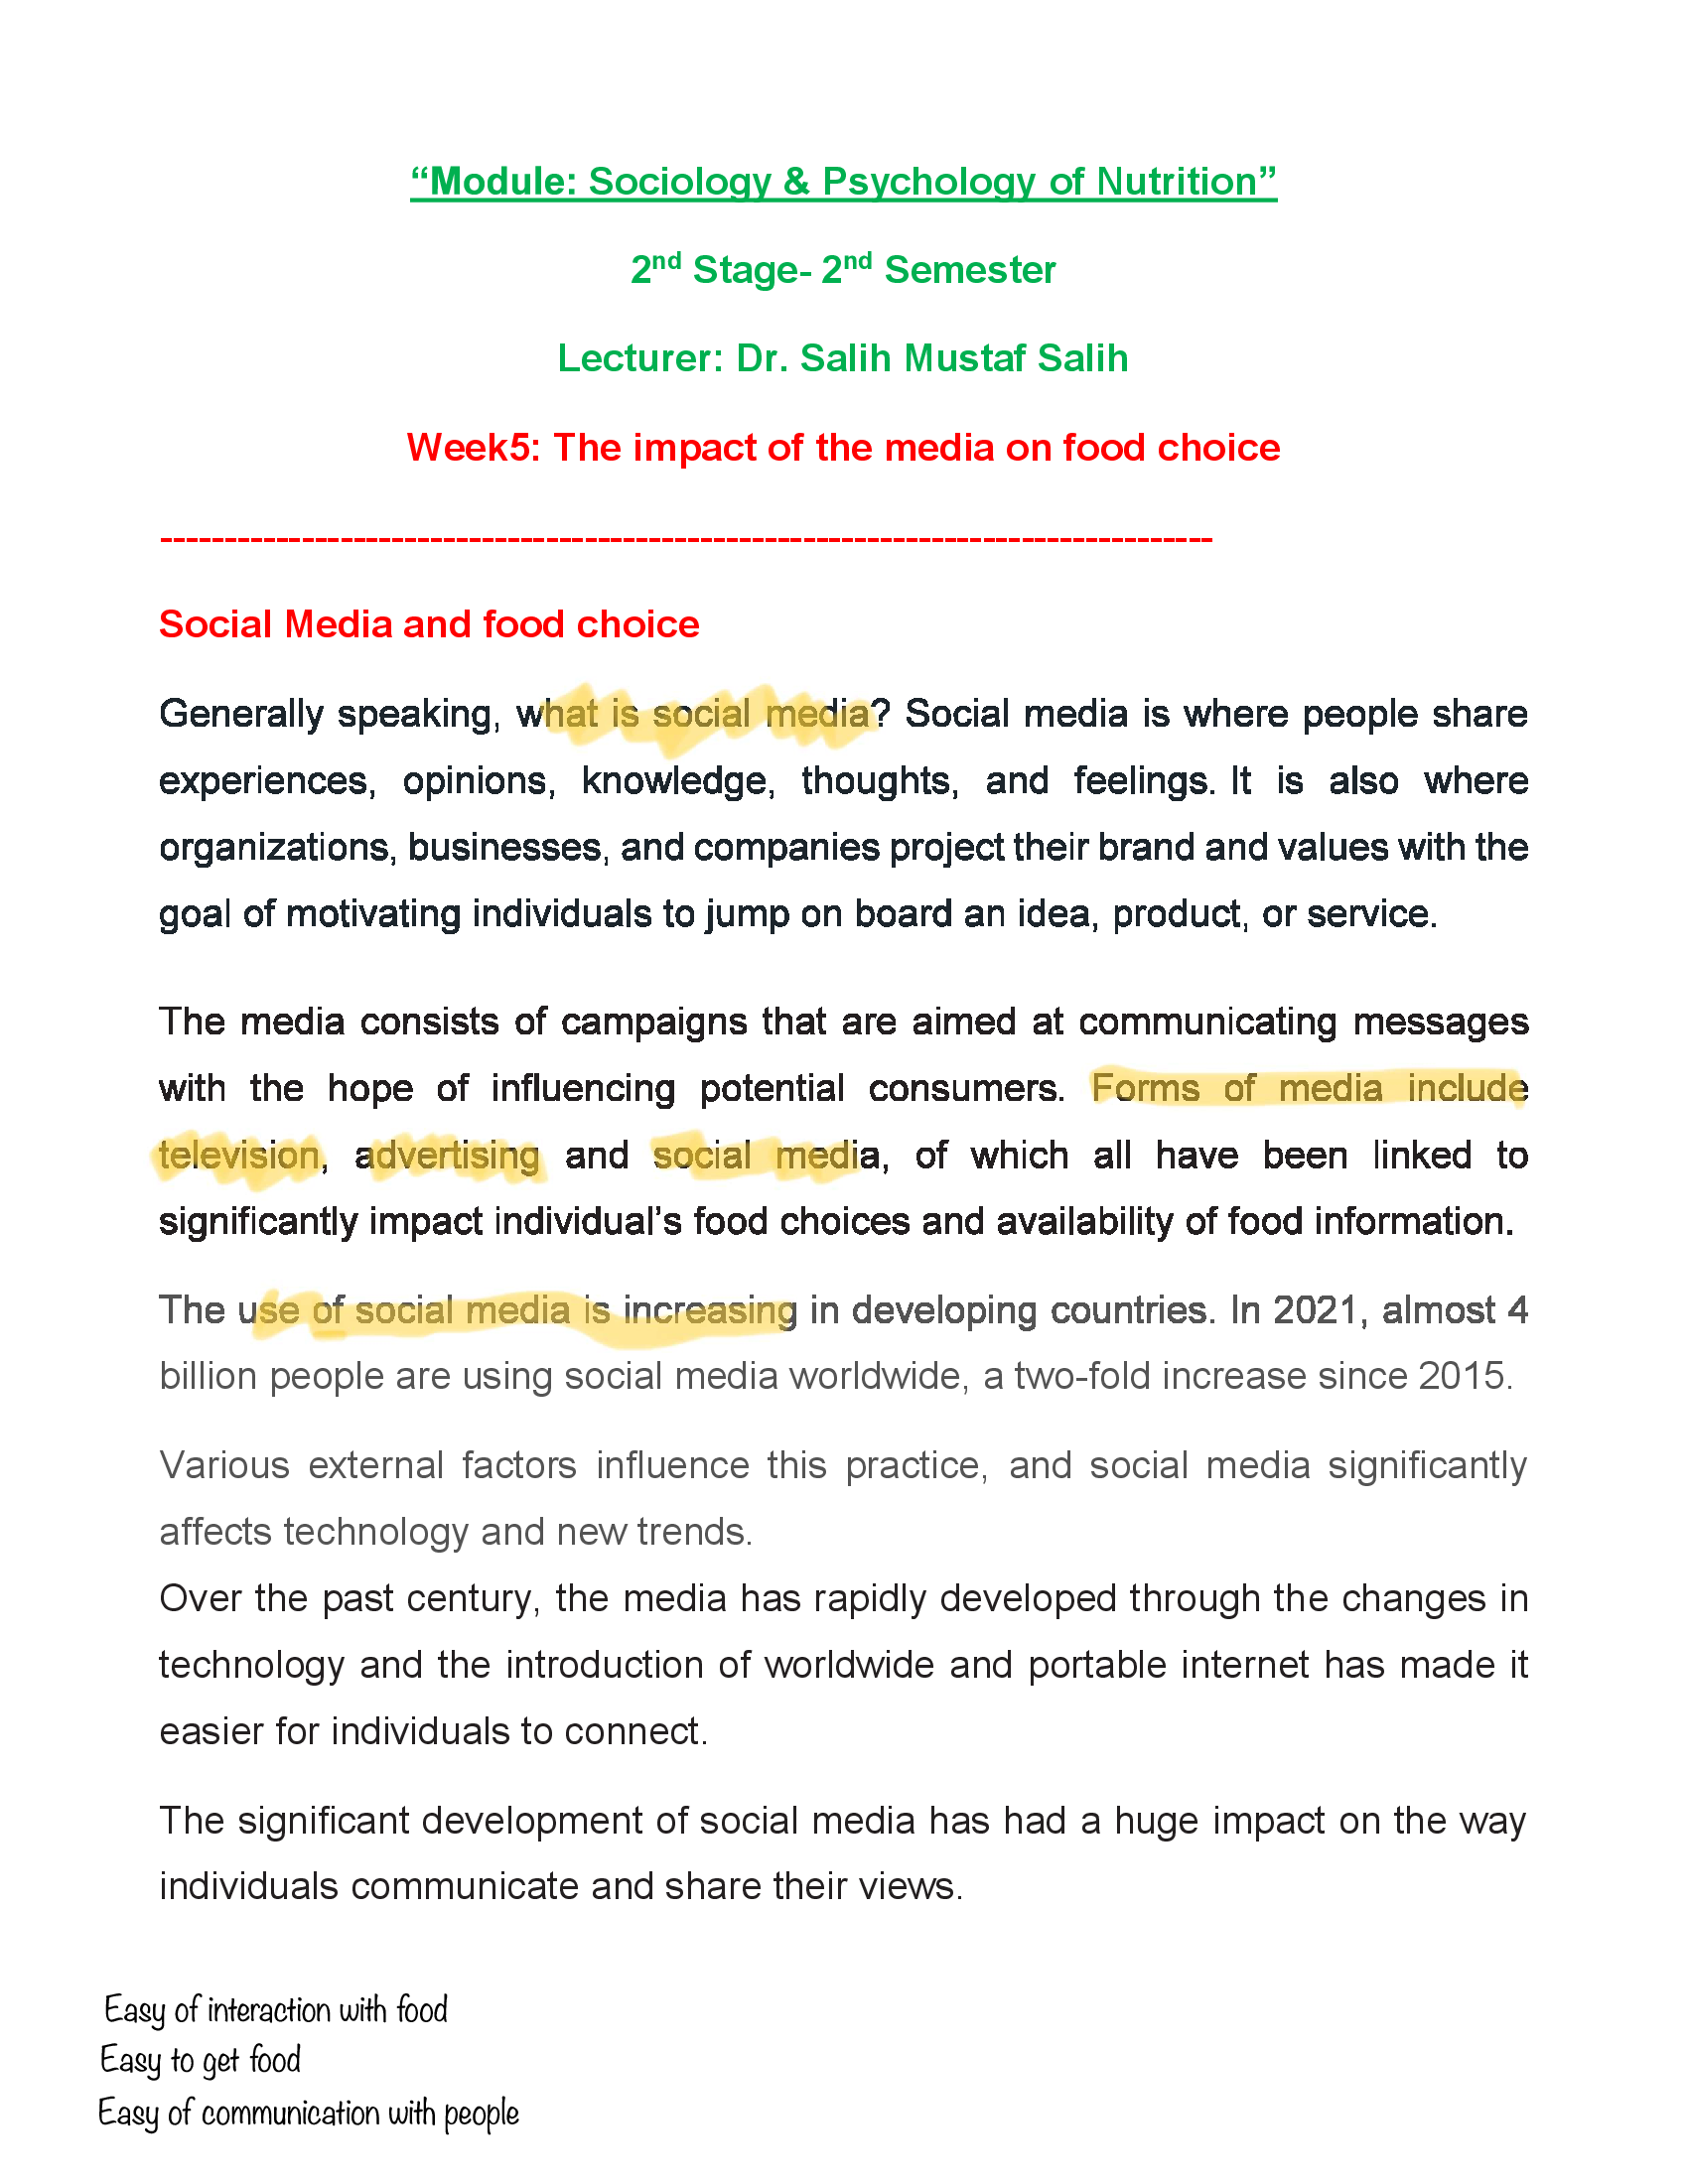 “Module: Sociology & Psychology of Nutrition”
2nd Stage- 2nd Semester
Lecturer: Dr. Salih Mustaf Salih
Week5: The impact of the media on food choice
-----------------------------------------------------------------------------------
Social Media and food choice
Generally speaking, what is social media? Social media is where people share
experiences, opinions, knowledge, thoughts, and feelings. It is also where
organizations, businesses, and companies project their brand and values with the
goal of motivating individuals to jump on board an idea, product, or service.
The media consists of campaigns that are aimed at communicating messages
with the hope of influencing potential consumers. Forms of media include
television, advertising and social media, of which all have been linked to
significantly impact individual’s food choices and availability of food information.
The use of social media is increasing in developing countries. In 2021, almost 4
billion people are using social media worldwide, a two-fold increase since 2015.
Various external factors influence this practice, and social media significantly
affects technology and new trends.
Over the past century, the media has rapidly developed through the changes in
technology and the introduction of worldwide and portable internet has made it
easier for individuals to connect.
The significant development of social media has had a huge impact on the way
individuals communicate and share their views.
Easy of interaction with food
Easy to get food
Easy of communication with people